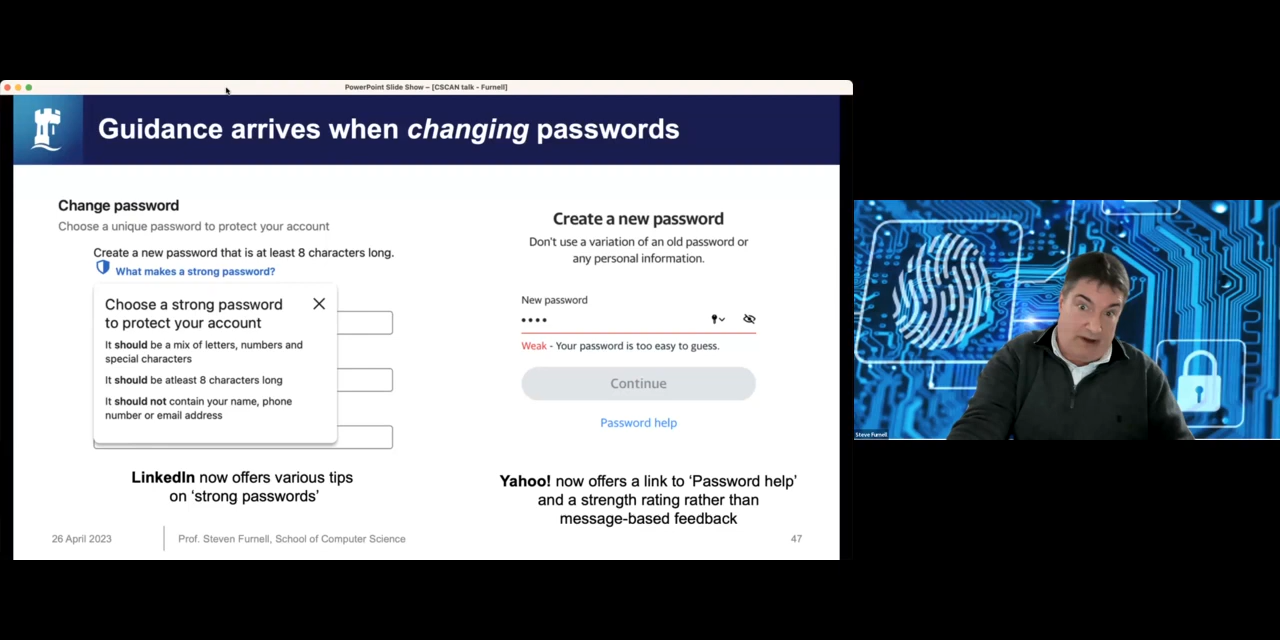 PowerPoint Slide Show – [CSCAN talk - Furnell]
Guidance arrives when changing passwords
Change password
Choose a unique password to protect your account
Create a new password that is at least 8 characters long.
What makes a strong password?
Choose a strong password
to protect your account
It should be a mix of letters, numbers and
special characters
It should be atleast 8 characters long
It should not contain your name, phone
number or email address
LinkedIn now offers various tips
on ‘strong passwords’
Create a new password
Don't use a variation of an old password or
any personal information.
New password
Weak - Your password is too easy to guess.
Continue
Password help
Yahoo! now offers a link to ‘Password help’
and a strength rating rather than
message-based feedback
26 April 2023
Prof. Steven Furnell, School of Computer Science
47
Steve Furnell